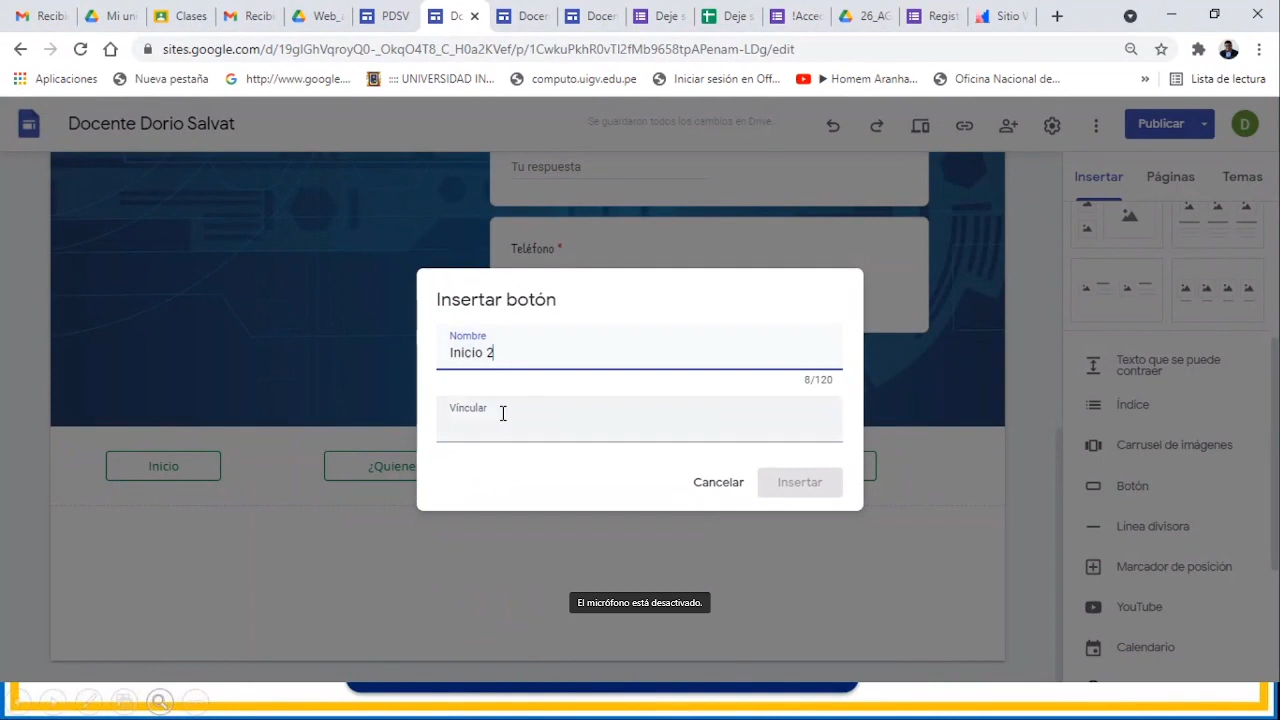 Recibi
Mi uni
Clases
Recibi
Web_a
PDSV
Do
Docen
Docen
Deje s
Deje s
!Acce
26_AC
Regist
Sitio V
sites.google.com/d/19gIGhVqroyQ0-_OkqO4T8_C_H0a2KVef/p/1CwkuPkhR0vTl2fMb9658tpAPenam-LDg/edit
Aplicaciones
Nueva pestaña
http://www.google....
:::: UNIVERSIDAD IN...
computo.uigv.edu.pe
Iniciar sesión en Off...
▶ Homem Aranha...
Oficina Nacional de...
»
Lista de lectura
Docente Dorio Salvat
Se guardaron todos los cambios en Drive.
Publicar
D
Tu respuesta
Insertar
Páginas
Temas
Teléfono *
Insertar botón
Nombre
Inicio 2
8/120
Víncular
Cancelar
Insertar
Inicio
¿Quiene
Texto que se puede
contraer
Índice
Carrusel de imágenes
Botón
Línea divisora
Marcador de posición
YouTube
Calendario
El micrófono está desactivado.